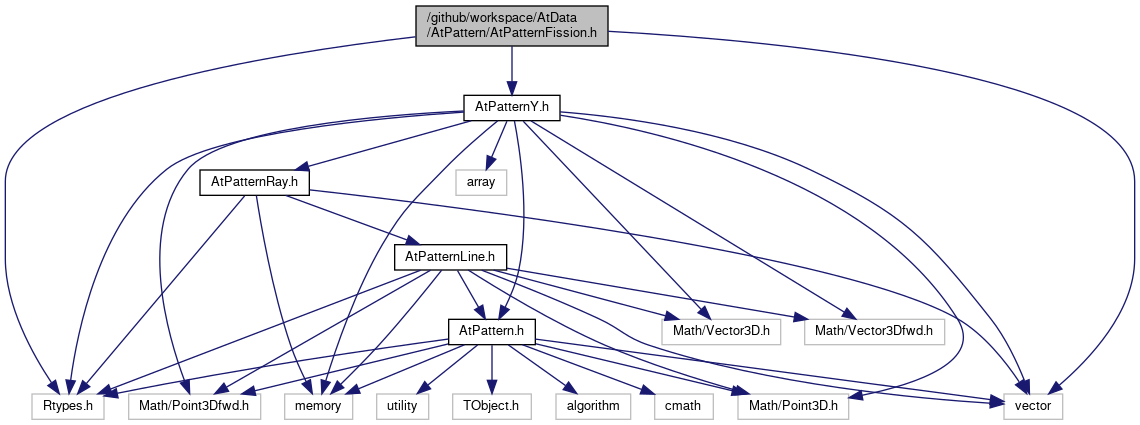 /github/workspace/AtData
/AtPattern/AtPatternFission.h
AtPatternY.h
AtPatternRay.h
array
AtPatternLine.h
AtPattern.h
Math/Vector3D.h
Math/Vector3Dfwd.h
Rtypes.h
Math/Point3Dfwd.h
memory
utility
TObject.h
algorithm
cmath
Math/Point3D.h
vector